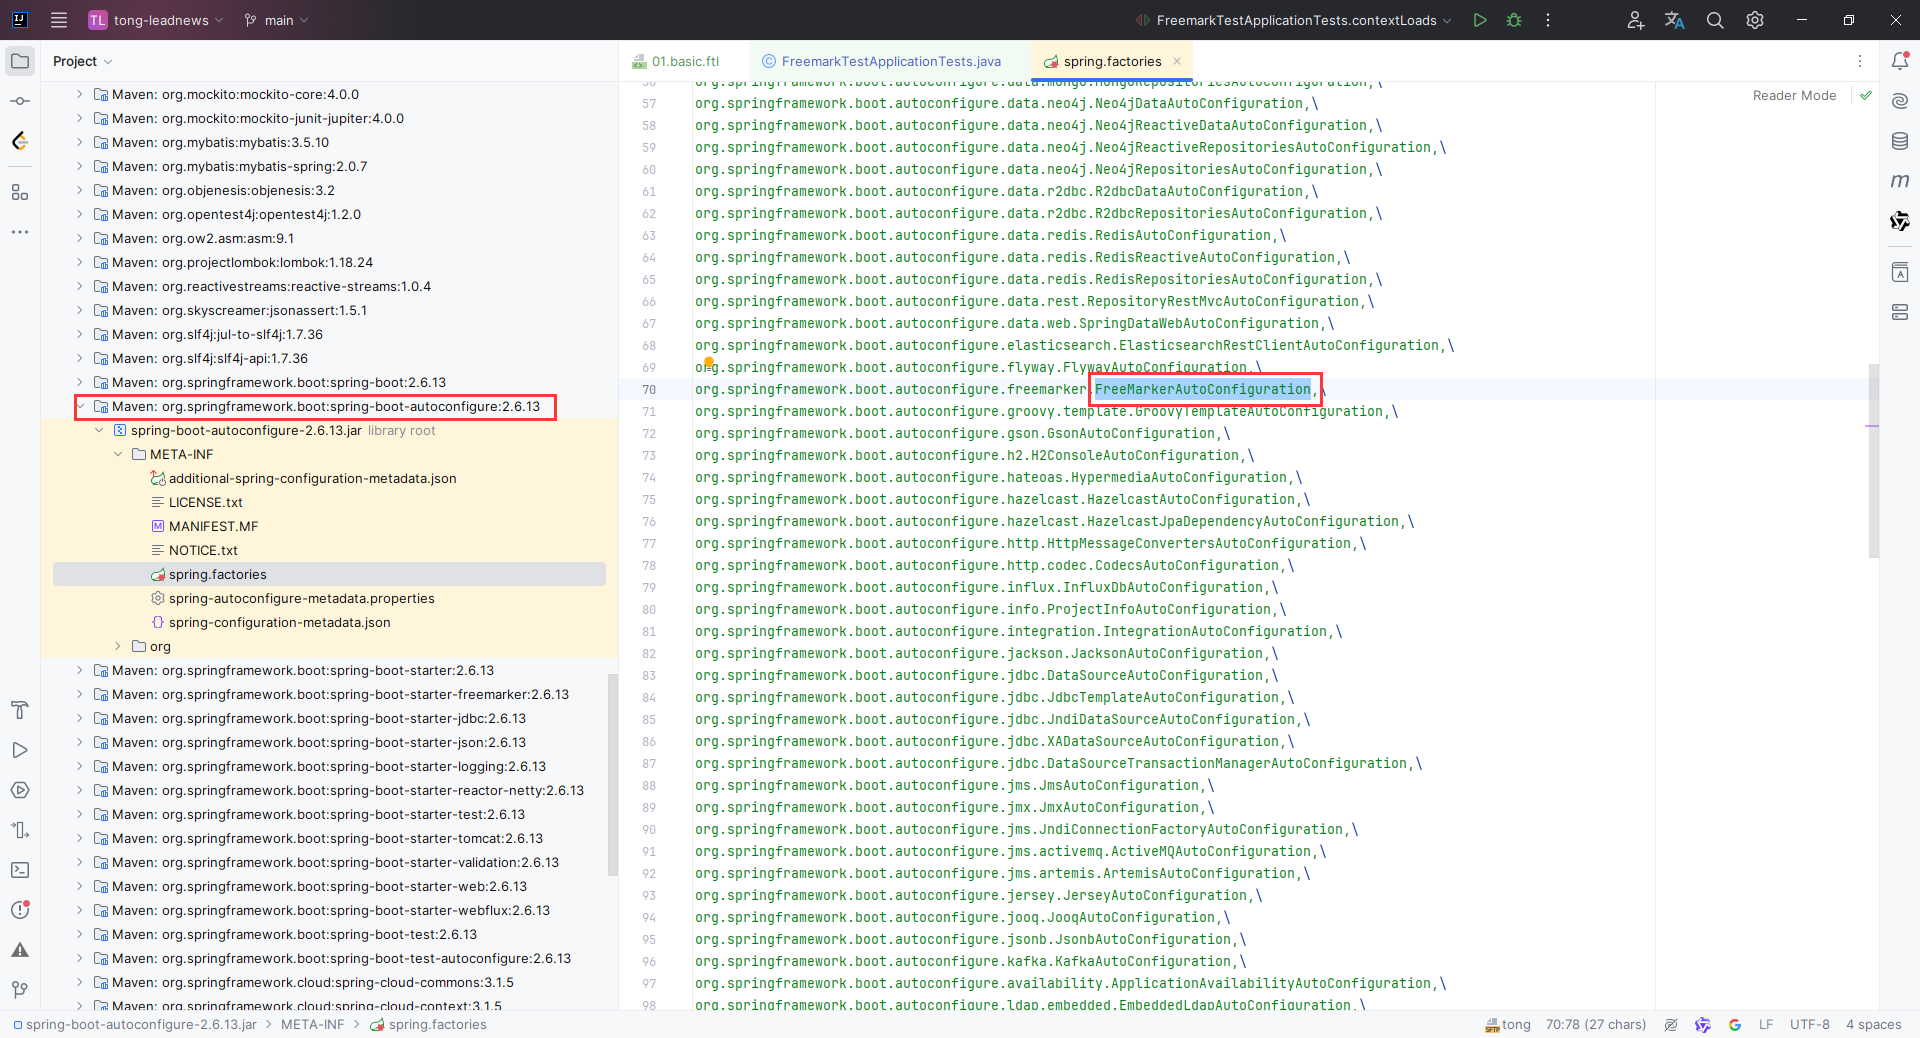 TL tong-leadnews
main
FreemarkTestApplicationTests.contextLoads
Project
01.basic.ftl
FreemarkTestApplicationTests.java
spring.factories
Reader Mode
Maven: org.mockito:mockito-core:4.0.0
Maven: org.mockito:mockito-junit-jupiter:4.0.0
Maven: org.mybatis:mybatis:3.5.10
Maven: org.mybatis:mybatis-spring:2.0.7
Maven: org.objenesis:objenesis:3.2
Maven: org.opentest4j:opentest4j:1.2.0
Maven: org.ow2.asm:asm:9.1
Maven: org.projectlombok:lombok:1.18.24
Maven: org.reactivestreams:reactive-streams:1.0.4
Maven: org.skyscreamer:jsonassert:1.5.1
Maven: org.slf4j:jul-to-slf4j:1.7.36
Maven: org.slf4j:slf4j-api:1.7.36
Maven: org.springframework.boot:spring-boot:2.6.13
Maven: org.springframework.boot:spring-boot-autoconfigure:2.6.13
spring-boot-autoconfigure-2.6.13.jar library root
META-INF
additional-spring-configuration-metadata.json
LICENSE.txt
MANIFEST.MF
NOTICE.txt
spring.factories
spring-autoconfigure-metadata.properties
spring-configuration-metadata.json
org
Maven: org.springframework.boot:spring-boot-starter:2.6.13
Maven: org.springframework.boot:spring-boot-starter-freemarker:2.6.13
Maven: org.springframework.boot:spring-boot-starter-jdbc:2.6.13
Maven: org.springframework.boot:spring-boot-starter-json:2.6.13
Maven: org.springframework.boot:spring-boot-starter-logging:2.6.13
Maven: org.springframework.boot:spring-boot-starter-reactor-netty:2.6.13
Maven: org.springframework.boot:spring-boot-starter-test:2.6.13
Maven: org.springframework.boot:spring-boot-starter-tomcat:2.6.13
Maven: org.springframework.boot:spring-boot-starter-validation:2.6.13
Maven: org.springframework.boot:spring-boot-starter-web:2.6.13
Maven: org.springframework.boot:spring-boot-starter-webflux:2.6.13
Maven: org.springframework.boot:spring-boot-test:2.6.13
Maven: org.springframework.boot:spring-boot-test-autoconfigure:2.6.13
Maven: org.springframework.cloud:spring-cloud-commons:3.1.5
Maven: org.springframework.cloud:spring-cloud-context:3.1.5
56 org.springframework.boot.autoconfigure.data.mongo.MongoRepositoriesAutoConfiguration,\
57 org.springframework.boot.autoconfigure.data.neo4j.Neo4jDataAutoConfiguration,\
58 org.springframework.boot.autoconfigure.data.neo4j.Neo4jReactiveDataAutoConfiguration,\
59 org.springframework.boot.autoconfigure.data.neo4j.Neo4jReactiveRepositoriesAutoConfiguration,\
60 org.springframework.boot.autoconfigure.data.neo4j.Neo4jRepositoriesAutoConfiguration,\
61 org.springframework.boot.autoconfigure.data.r2dbc.R2dbcDataAutoConfiguration,\
62 org.springframework.boot.autoconfigure.data.r2dbc.R2dbcRepositoriesAutoConfiguration,\
63 org.springframework.boot.autoconfigure.data.redis.RedisAutoConfiguration,\
64 org.springframework.boot.autoconfigure.data.redis.RedisReactiveAutoConfiguration,\
65 org.springframework.boot.autoconfigure.data.redis.RedisRepositoriesAutoConfiguration,\
66 org.springframework.boot.autoconfigure.data.rest.RepositoryRestMvcAutoConfiguration,\
67 org.springframework.boot.autoconfigure.data.web.SpringDataWebAutoConfiguration,\
68 org.springframework.boot.autoconfigure.elasticsearch.ElasticsearchRestClientAutoConfiguration,\
69 org.springframework.boot.autoconfigure.flyway.FlywayAutoConfiguration,\
70 org.springframework.boot.autoconfigure.freemarker.FreeMarkerAutoConfiguration,\
71 org.springframework.boot.autoconfigure.groovy.template.GroovyTemplateAutoConfiguration,\
72 org.springframework.boot.autoconfigure.gson.GsonAutoConfiguration,\
73 org.springframework.boot.autoconfigure.h2.H2ConsoleAutoConfiguration,\
74 org.springframework.boot.autoconfigure.hateoas.HypermediaAutoConfiguration,\
75 org.springframework.boot.autoconfigure.hazelcast.HazelcastAutoConfiguration,\
76 org.springframework.boot.autoconfigure.hazelcast.HazelcastJpaDependencyAutoConfiguration,\
77 org.springframework.boot.autoconfigure.http.HttpMessageConvertersAutoConfiguration,\
78 org.springframework.boot.autoconfigure.http.codec.CodecsAutoConfiguration,\
79 org.springframework.boot.autoconfigure.influx.InfluxDbAutoConfiguration,\
80 org.springframework.boot.autoconfigure.info.ProjectInfoAutoConfiguration,\
81 org.springframework.boot.autoconfigure.integration.IntegrationAutoConfiguration,\
82 org.springframework.boot.autoconfigure.jackson.JacksonAutoConfiguration,\
83 org.springframework.boot.autoconfigure.jdbc.DataSourceAutoConfiguration,\
84 org.springframework.boot.autoconfigure.jdbc.JdbcTemplateAutoConfiguration,\
85 org.springframework.boot.autoconfigure.jdbc.JndiDataSourceAutoConfiguration,\
86 org.springframework.boot.autoconfigure.jdbc.XADataSourceAutoConfiguration,\
87 org.springframework.boot.autoconfigure.jdbc.DataSourceTransactionManagerAutoConfiguration,\
88 org.springframework.boot.autoconfigure.jms.JmsAutoConfiguration,\
89 org.springframework.boot.autoconfigure.jmx.JmxAutoConfiguration,\
90 org.springframework.boot.autoconfigure.jms.JndiConnectionFactoryAutoConfiguration,\
91 org.springframework.boot.autoconfigure.jms.activemq.ActiveMQAutoConfiguration,\
92 org.springframework.boot.autoconfigure.jms.artemis.ArtemisAutoConfiguration,\
93 org.springframework.boot.autoconfigure.jersey.JerseyAutoConfiguration,\
94 org.springframework.boot.autoconfigure.jooq.JooqAutoConfiguration,\
95 org.springframework.boot.autoconfigure.jsonb.JsonbAutoConfiguration,\
96 org.springframework.boot.autoconfigure.kafka.KafkaAutoConfiguration,\
97 org.springframework.boot.autoconfigure.availability.ApplicationAvailabilityAutoConfiguration,\
98 org.springframework.boot.autoconfigure.ldap.embedded.EmbeddedLdapAutoConfiguration,\
spring-boot-autoconfigure-2.6.13.jar > META-INF > spring.factories
tong
70:78 (27 chars)
LF
UTF-8
4 spaces